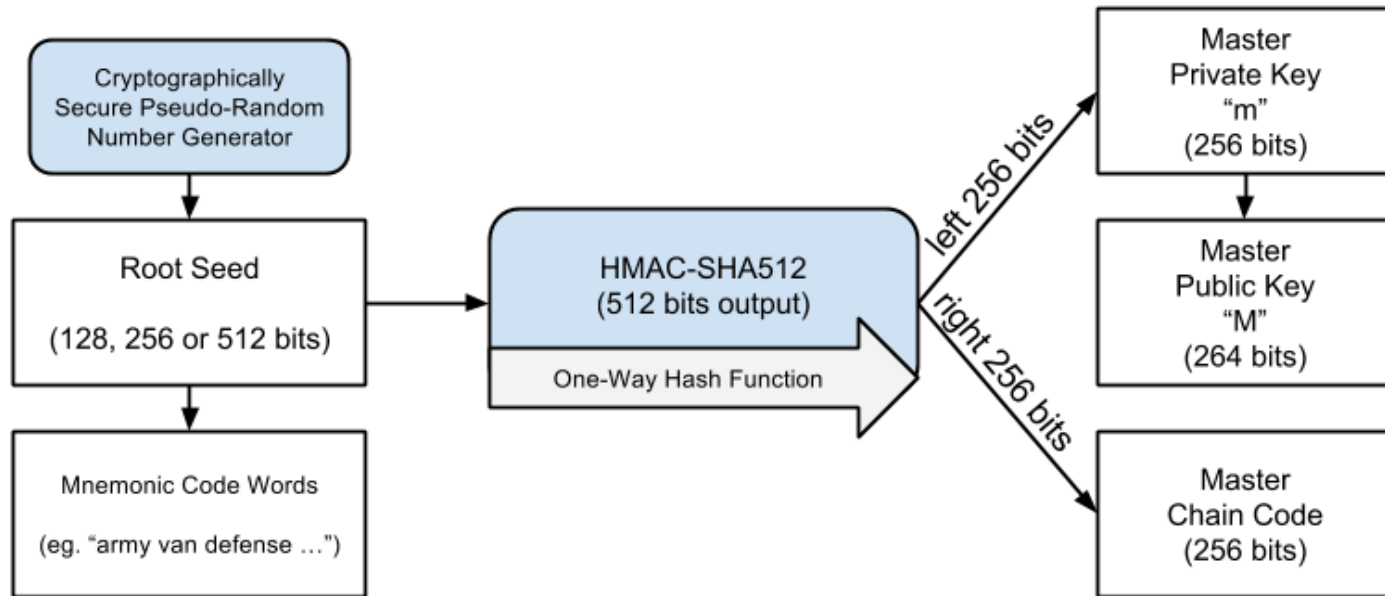 Cryptographically
Secure Pseudo-Random
Number Generator
Root Seed
(128, 256 or 512 bits)
Mnemonic Code Words
(eg. “army van defense …”)
HMAC-SHA512
(512 bits output)
One-Way Hash Function
left 256 bits
right 256 bits
Master
Private Key
“m”
(256 bits)
Master
Public Key
“M”
(264 bits)
Master
Chain Code
(256 bits)